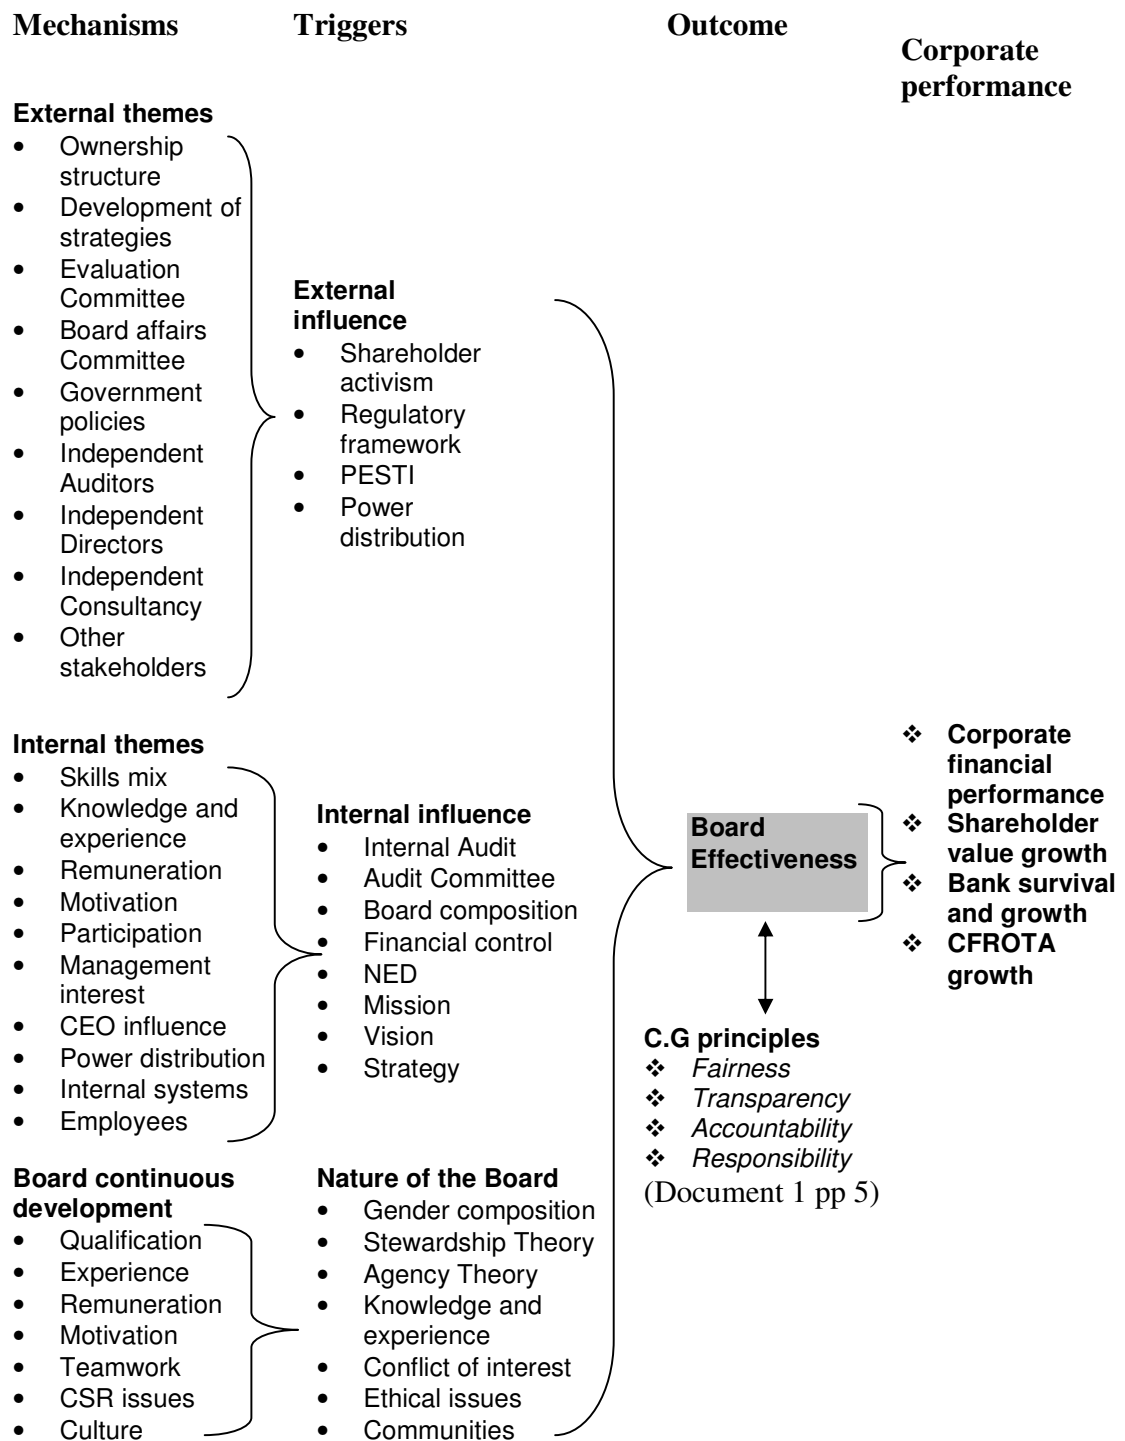 Mechanisms
Triggers
Outcome
Corporate
performance
External themes
• Ownership
structure
• Development of
strategies
• Evaluation
Committee
• Board affairs
Committee
• Government
policies
• Independent
Auditors
• Independent
Directors
• Independent
Consultancy
• Other
stakeholders
External
influence
• Shareholder
activism
• Regulatory
framework
• PESTI
• Power
distribution
Internal themes
• Skills mix
• Knowledge and
experience
• Remuneration
• Motivation
• Participation
• Management
interest
• CEO influence
• Power distribution
• Internal systems
• Employees
Internal influence
• Internal Audit
• Audit Committee
• Board composition
• Financial control
• NED
• Mission
• Vision
• Strategy
Board continuous
development
• Qualification
• Experience
• Remuneration
• Motivation
• Teamwork
• CSR issues
• Culture
Nature of the Board
• Gender composition
• Stewardship Theory
• Agency Theory
• Knowledge and
experience
• Conflict of interest
• Ethical issues
• Communities
Board
Effectiveness
C.G principles
❖ Fairness
❖ Transparency
❖ Accountability
❖ Responsibility
(Document 1 pp 5)
❖ Corporate
financial
performance
❖ Shareholder
value growth
❖ Bank survival
and growth
❖ CFROTA
growth